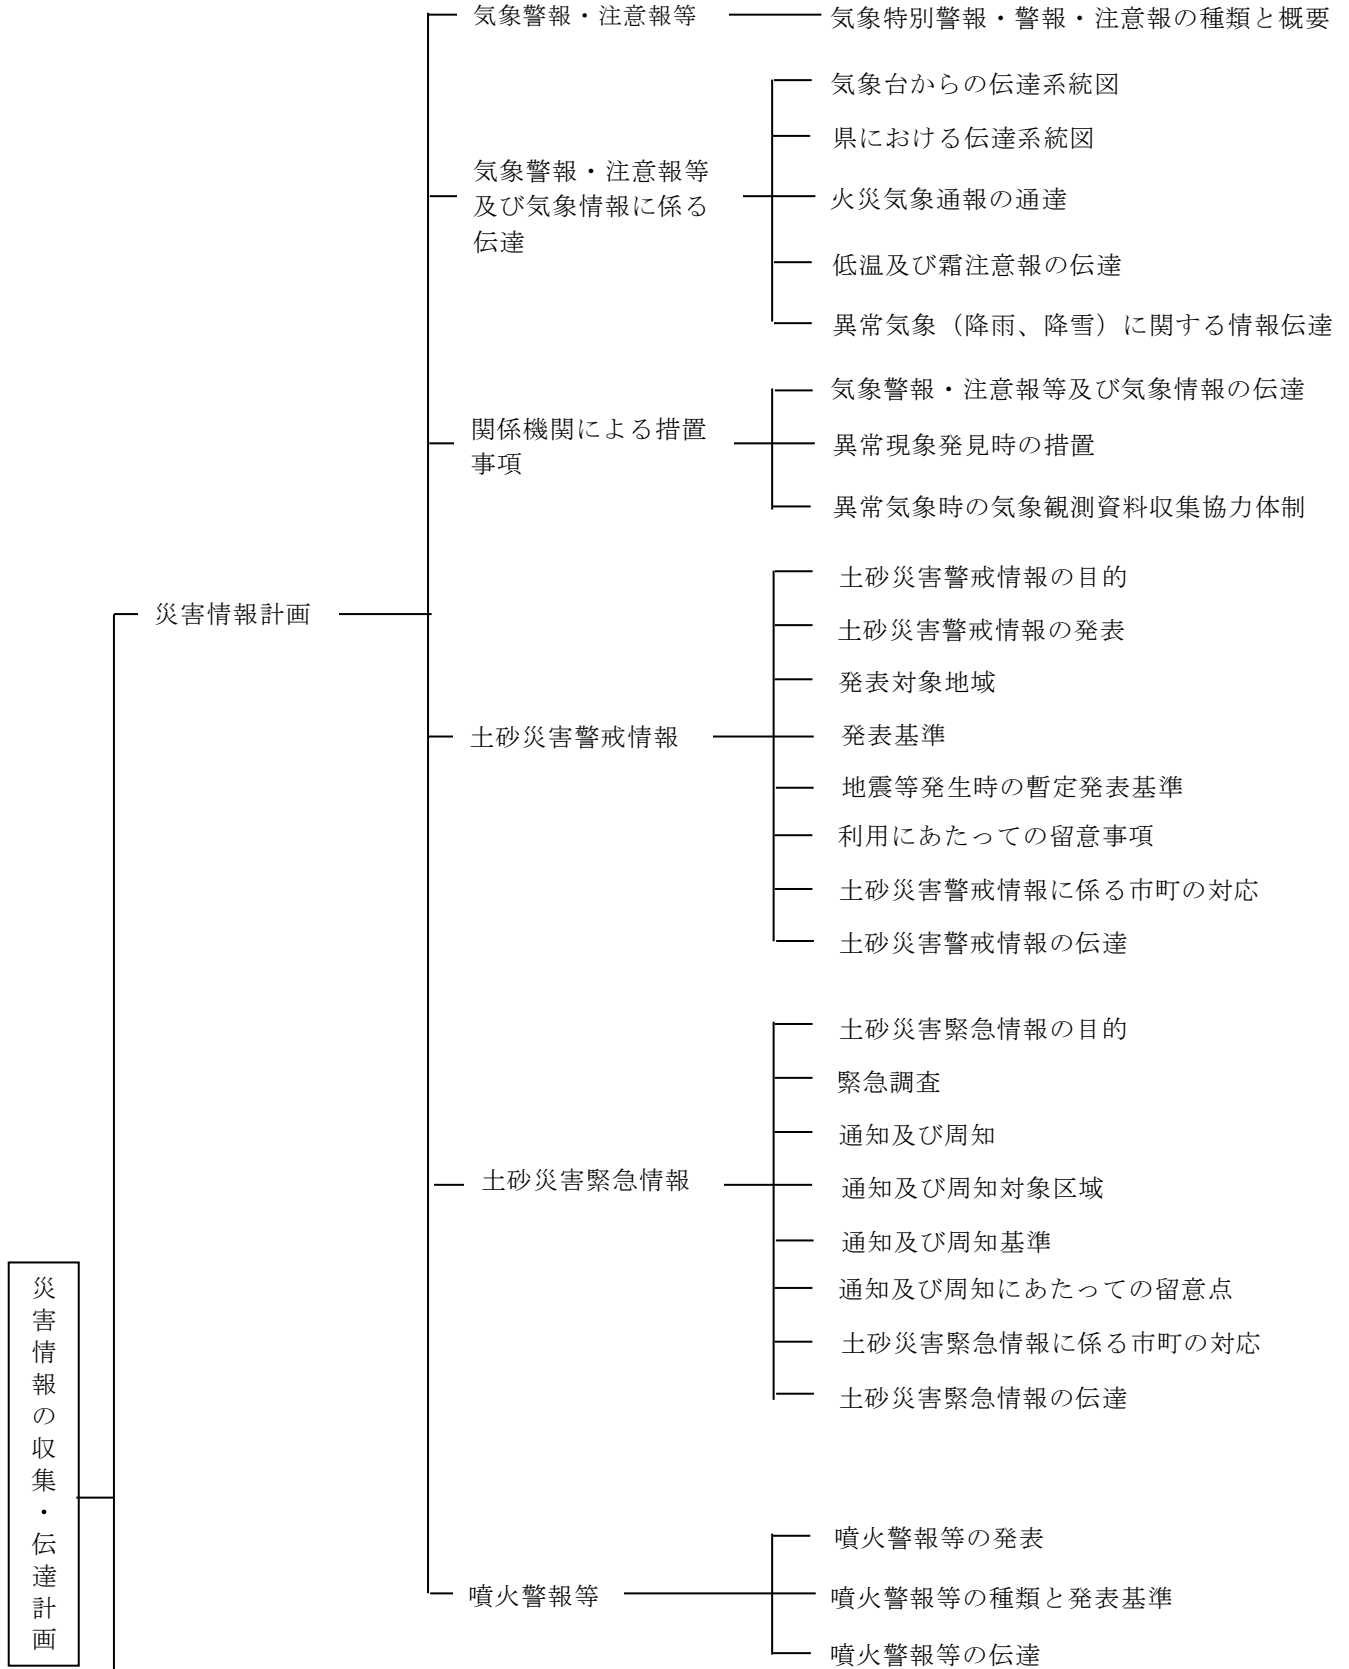 気象警報・注意報等
気象特別警報・警報・注意報の種類と概要
気象警報・注意報等
及び気象情報に係る
伝達
気象台からの伝達系統図
県における伝達系統図
火災気象通報の通達
低温及び霜注意報の伝達
異常気象（降雨、降雪）に関する情報伝達
関係機関による措置
事項
気象警報・注意報等及び気象情報の伝達
異常現象発見時の措置
異常気象時の気象観測資料収集協力体制
災害情報計画
土砂災害警戒情報
土砂災害警戒情報の目的
土砂災害警戒情報の発表
発表対象地域
発表基準
地震等発生時の暫定発表基準
利用にあたっての留意事項
土砂災害警戒情報に係る市町の対応
土砂災害警戒情報の伝達
土砂災害緊急情報
土砂災害緊急情報の目的
緊急調査
通知及び周知
通知及び周知対象区域
通知及び周知基準
通知及び周知にあたっての留意点
土砂災害緊急情報に係る市町の対応
土砂災害緊急情報の伝達
災害情報の収集・伝達計画
噴火警報等
噴火警報等の発表
噴火警報等の種類と発表基準
噴火警報等の伝達